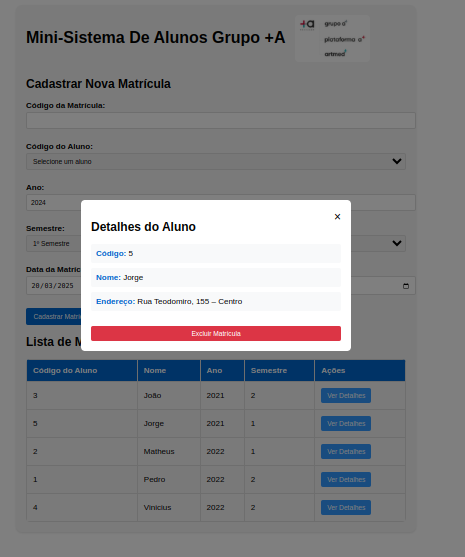 Mini-Sistema De Alunos Grupo +A
+a
grupo a
plataforma a
artmed
Cadastrar Nova Matrícula
Código da Matrícula:
Código do Aluno:
Selecione um aluno
Ano:
2024
Semestre:
1º Semestre
Data da Matríc
20/03/2025
Cadastrar Matrí
×
Detalhes do Aluno
Código: 5
Nome: Jorge
Endereço: Rua Teodomiro, 155 – Centro
Excluir Matrícula
Lista de M
Código do Aluno Nome Ano Semestre Ações
3 João 2021 2 Ver Detalhes
5 Jorge 2021 1 Ver Detalhes
2 Matheus 2022 1 Ver Detalhes
1 Pedro 2022 2 Ver Detalhes
4 Vinicius 2022 2 Ver Detalhes